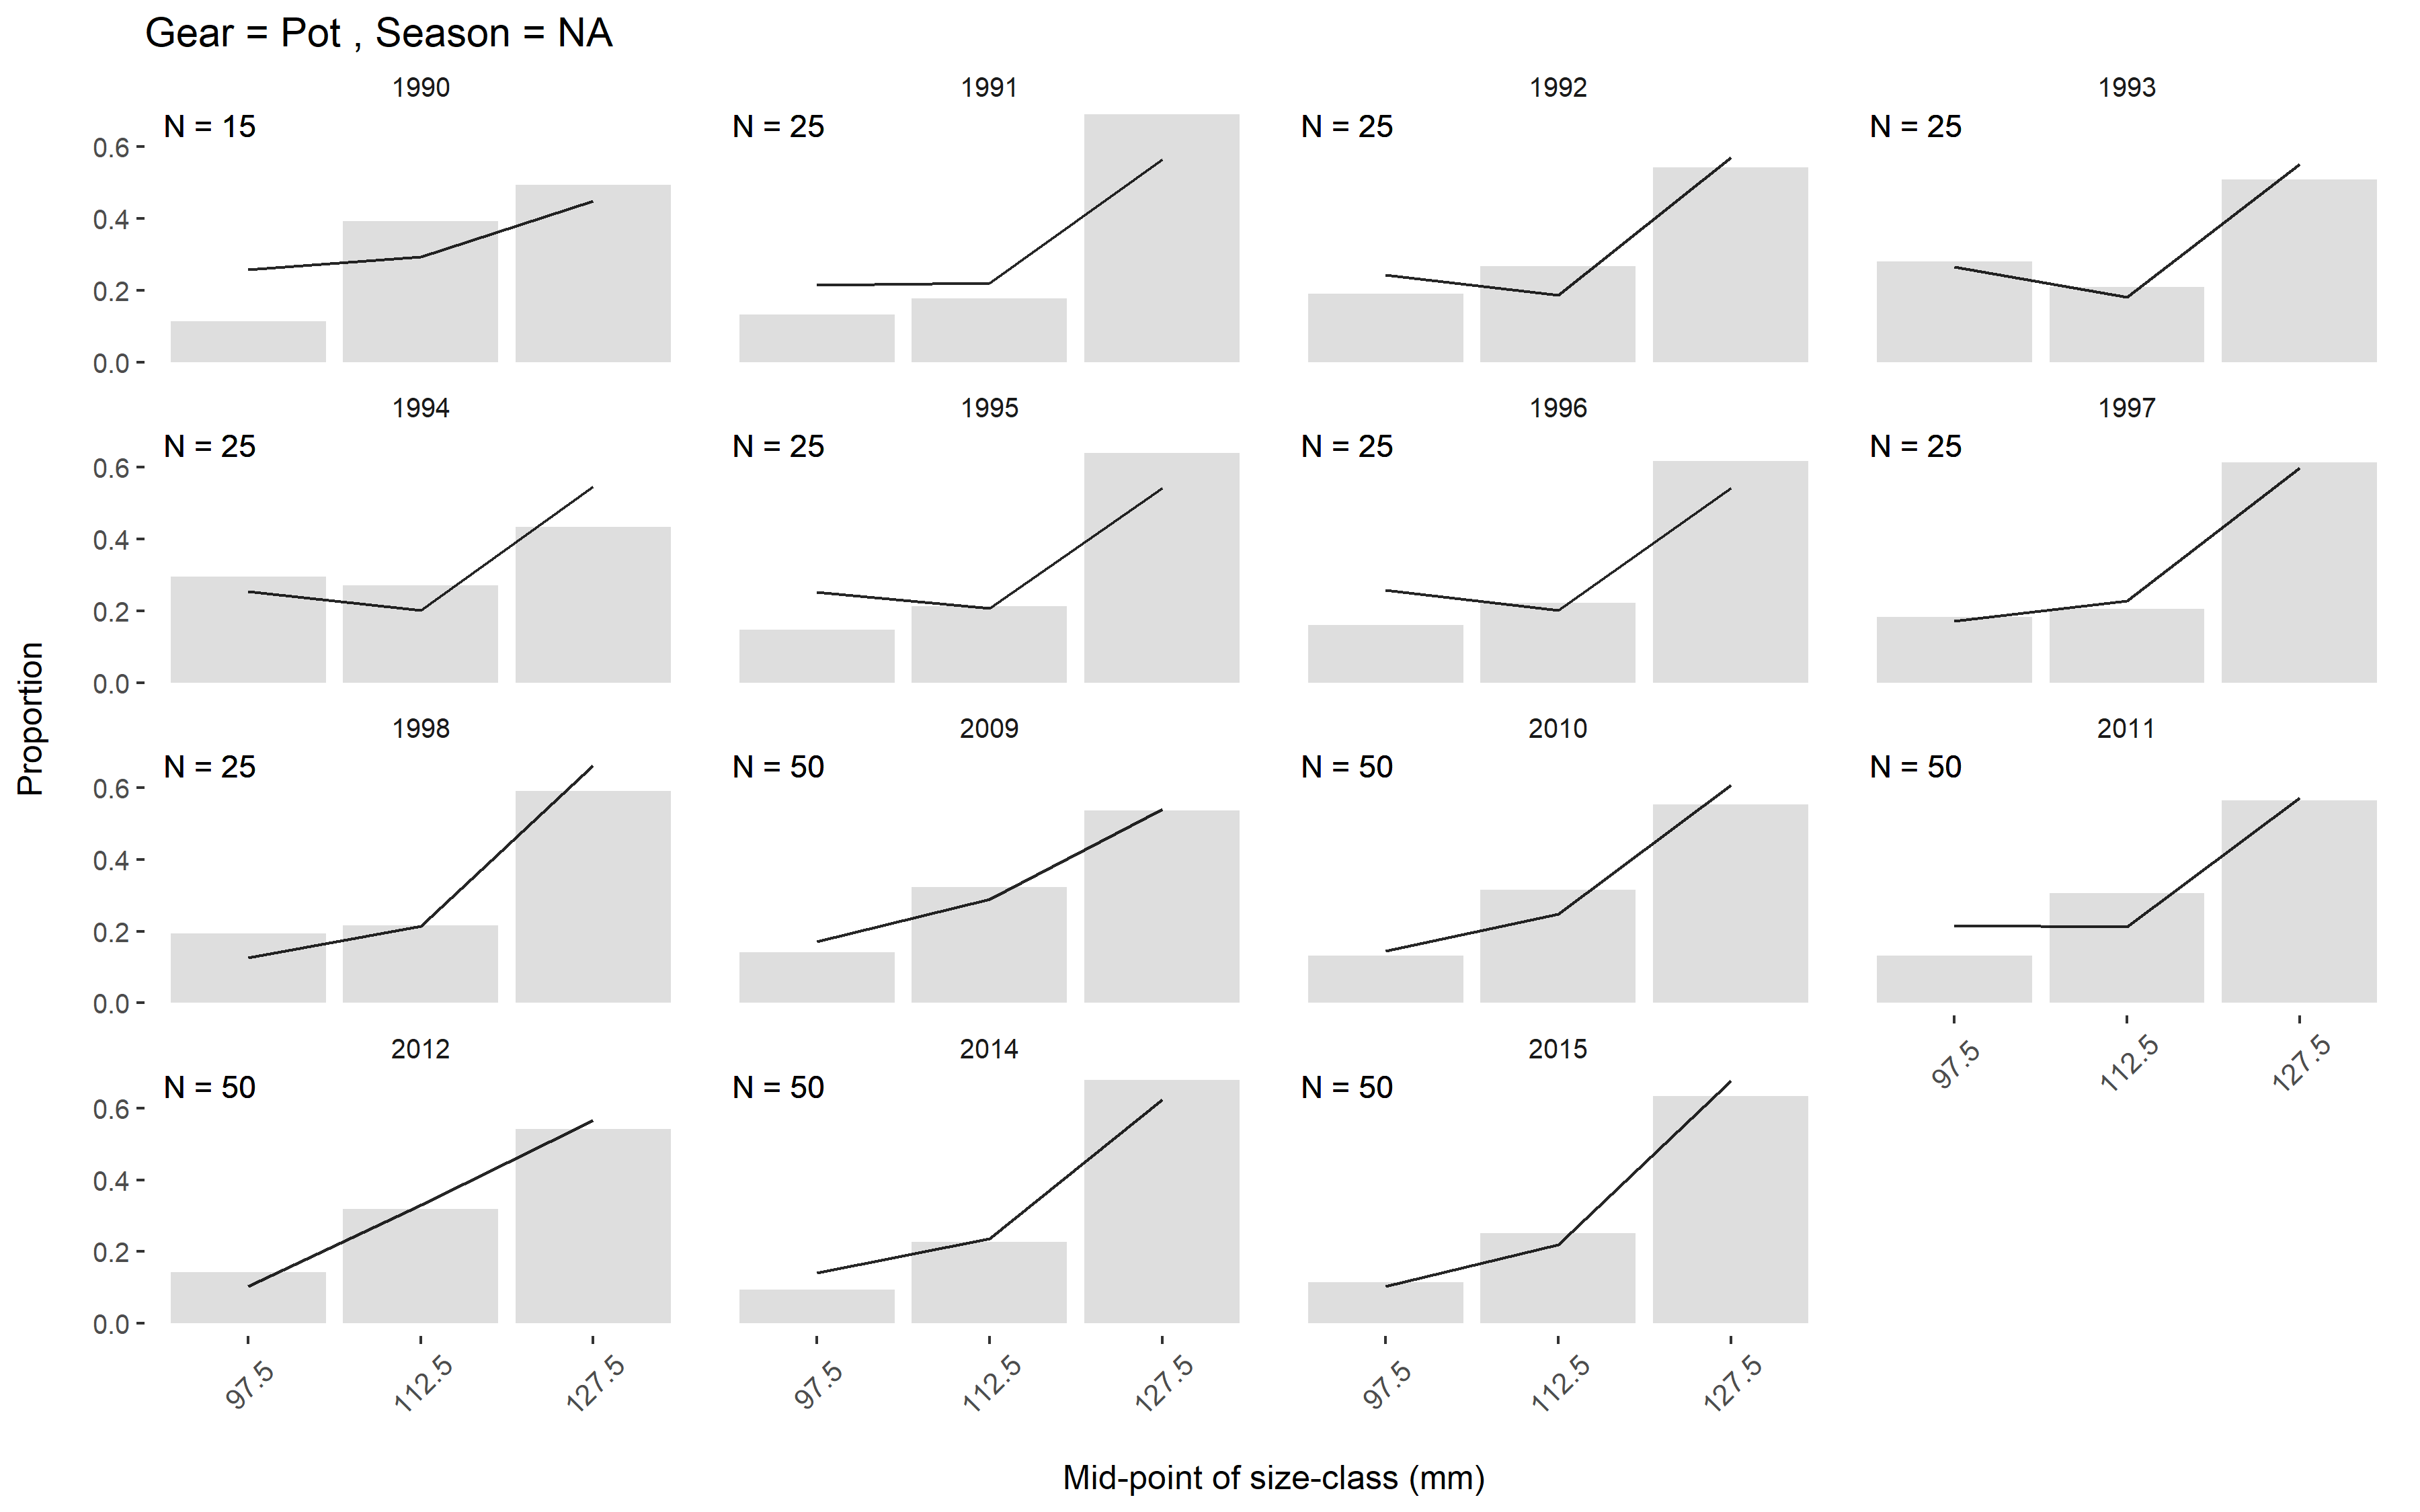 Gear = Pot , Season = NA
1990 1991 1992 1993
N = 15 N = 25 N = 25 N = 25
0.6
0.4
0.2
0.0
1994 1995 1996 1997
N = 25 N = 25 N = 25 N = 25
0.6
0.4
0.2
0.0
Proportion
1998 2009 2010 2011
N = 25 N = 50 N = 50 N = 50
0.6
0.4
0.2
0.0
97.5 112.5 127.5
2012 2014 2015
N = 50 N = 50 N = 50
0.6
0.4
0.2
0.0
97.5 112.5 127.5 97.5 112.5 127.5 97.5 112.5 127.5
Mid-point of size-class (mm)